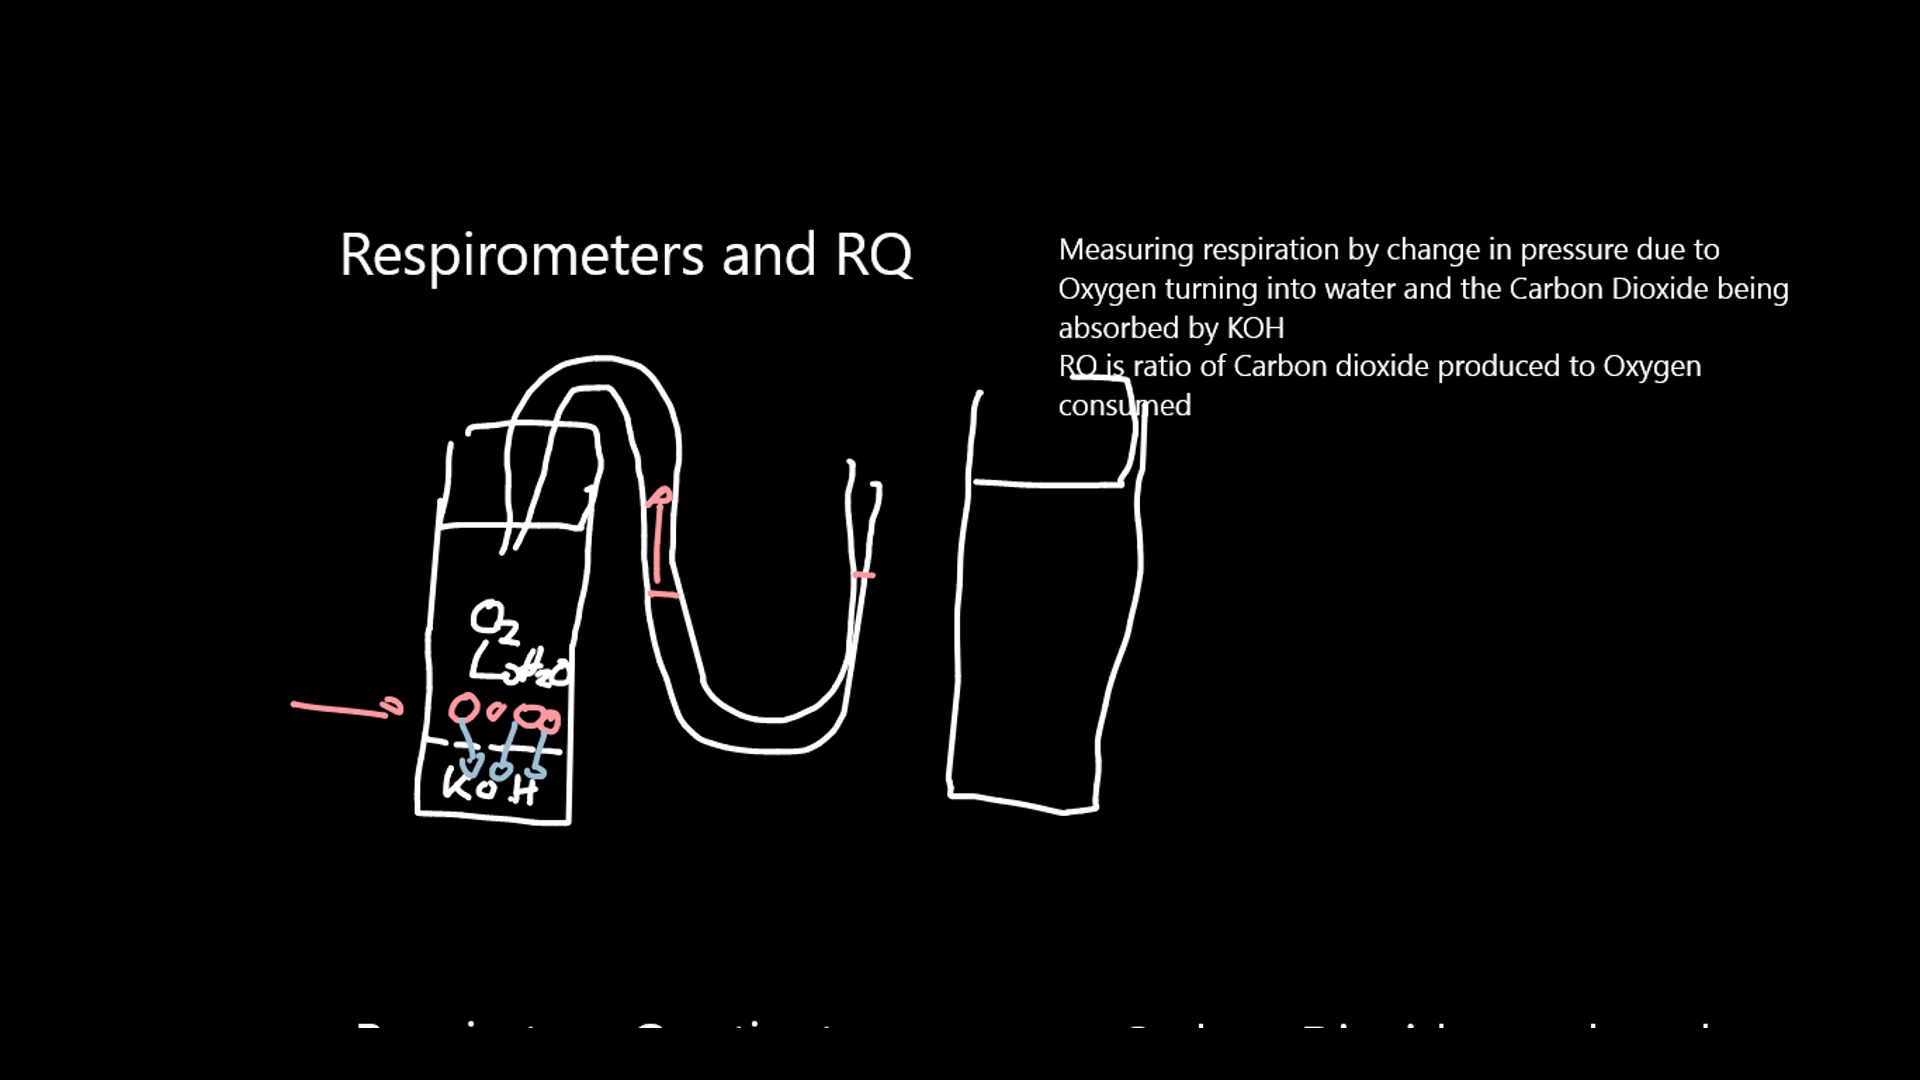 Respirometers and RQ
Measuring respiration by change in pressure due to
Oxygen turning into water and the Carbon Dioxide being
absorbed by KOH
RQ is ratio of Carbon dioxide produced to Oxygen
consumed
O2
H2O
KOH